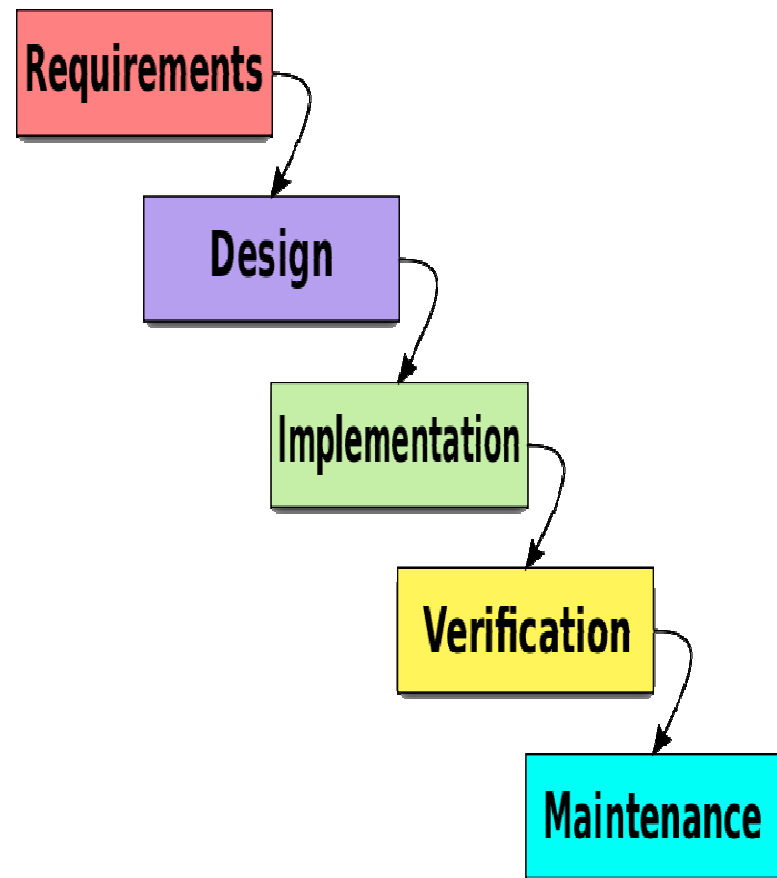 Requirements
Design
Implementation
Verification
Maintenance